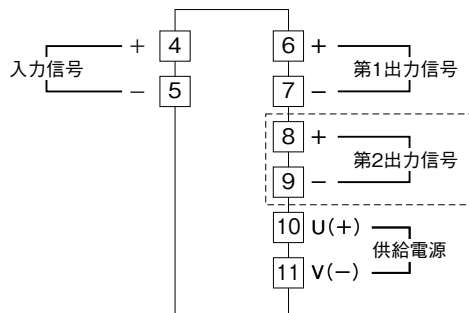 入力信号
+ 4
− 5
6 +
7 −
第1出力信号
8 +
9 −
第2出力信号
10 U(+)
11 V(−)
供給電源